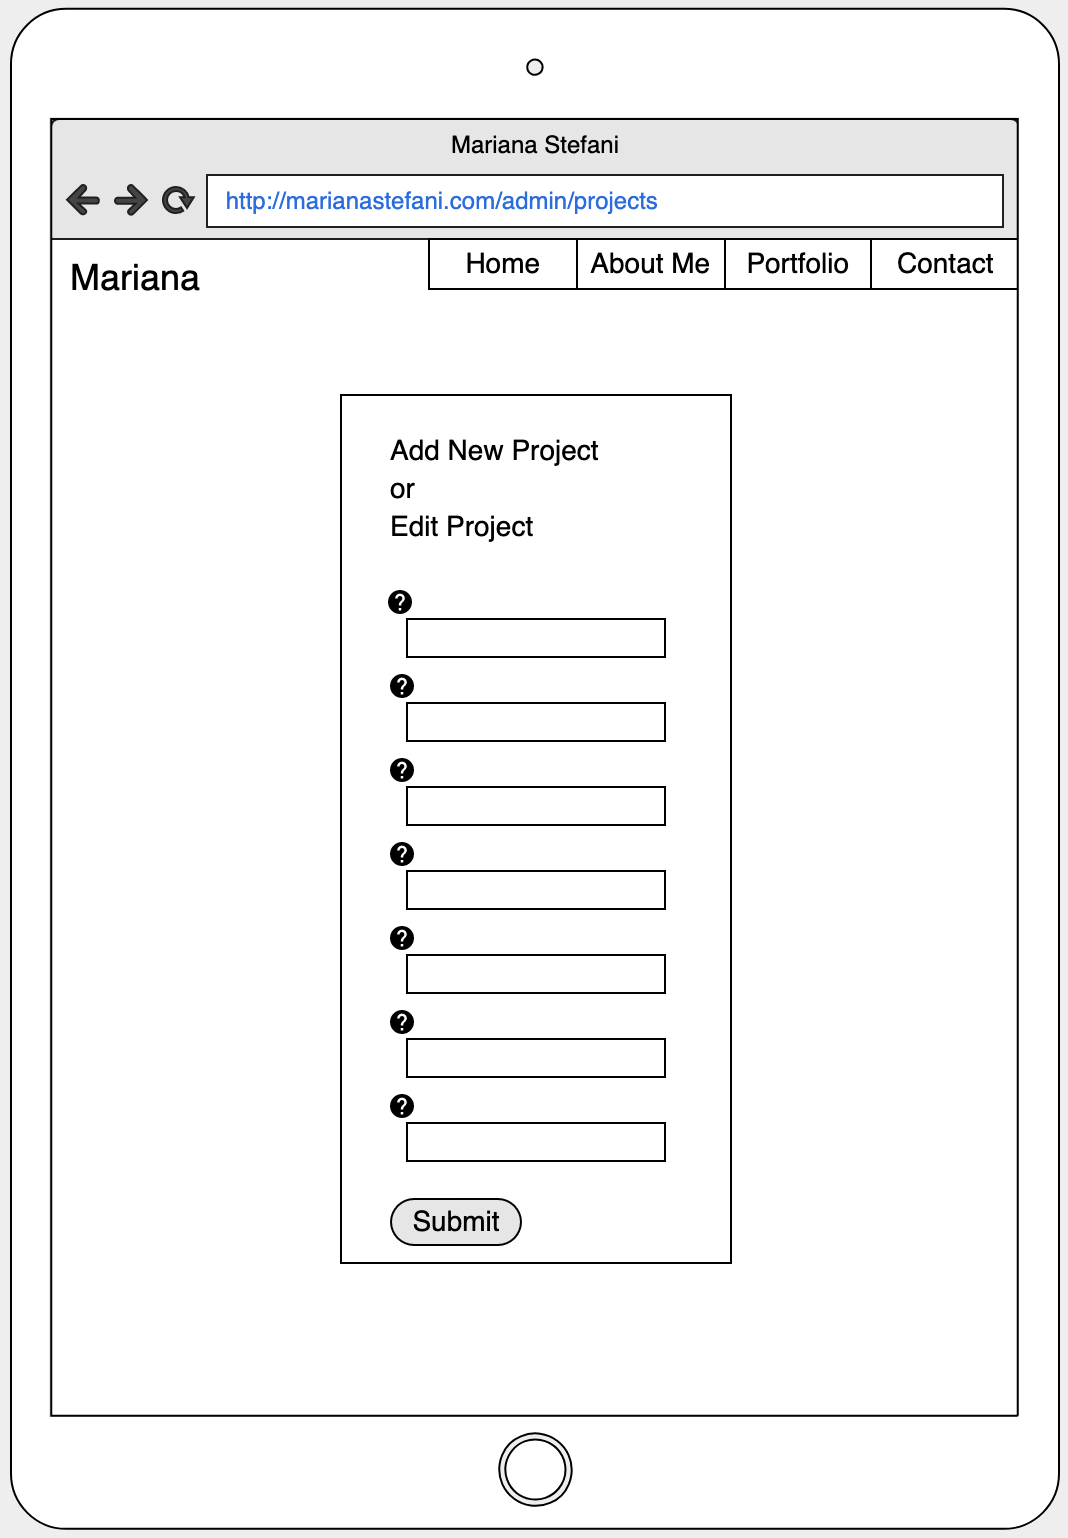 Mariana Stefani
http://marianastefani.com/admin/projects
Mariana
Home
About Me
Portfolio
Contact
Add New Project
or
Edit Project
?
?
?
?
?
?
?
Submit